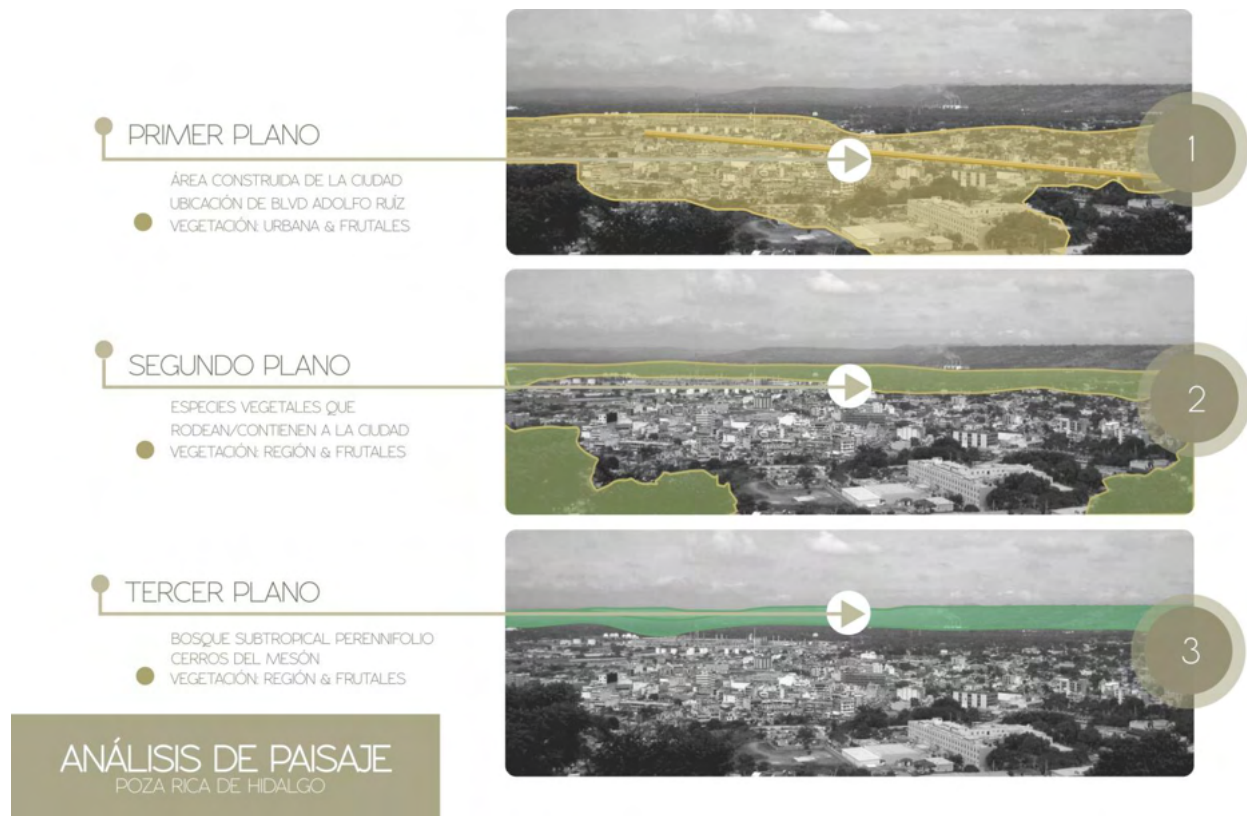 PRIMER PLANO
ÁREA CONSTRUIDA DE LA CIUDAD
UBICACIÓN DE BLVD ADOLFO RUÍZ
VEGETACIÓN: URBANA & FRUTALES
1
SEGUNDO PLANO
ESPECIES VEGETALES QUE
RODEAN/CONTIENEN A LA CIUDAD
VEGETACIÓN: REGIÓN & FRUTALES
2
TERCER PLANO
BOSQUE SUBTROPICAL PERENNIFOLIO
CERROS DEL MESÓN
VEGETACIÓN: REGIÓN & FRUTALES
3
ANÁLISIS DE PAISAJE
POZA RICA DE HIDALGO